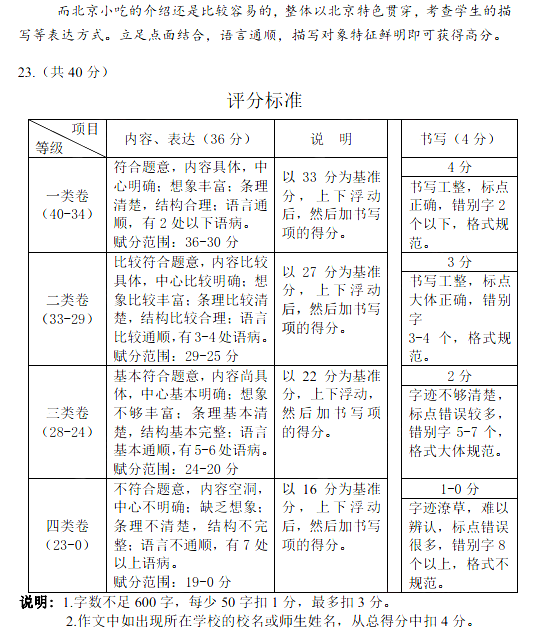 而北京小吃的介绍还是比较容易的，整体以北京特色贯穿，考查学生的描
写等表达方式。立足点面结合，语言通顺，描写对象特征鲜明即可获得高分。
23.（共 40 分）
评分标准
项目
等级
内容、表达（36 分）
说 明
书写（4 分）
一类卷
（40-34）
符合题意，内容具体，中
心明确；想象丰富；条理
清楚，结构合理；语言通
顺，有 2 处以下语病。
赋分范围：36-30 分
以 33 分为基准
分，上下浮动
后，然后加书写
项的得分。
4 分
书写工整，标点
正确，错别字 2
个以下，格式规
范。
二类卷
（33-29）
比较符合题意，内容比较
具体，中心比较明确；想
象比较丰富；条理比较清
楚，结构比较合理；语言
比较通顺，有3-4处语病。
赋分范围：29-25 分
以 27 分为基准
分，上下浮动
后，然后加书写
项的得分。
3 分
书写工整，标点
大体正确，错别
字
3-4 个，格式规
范。
三类卷
（28-24）
基本符合题意，内容尚具
体，中心基本明确；想象
不够丰富；条理基本清
楚，结构基本完整；语言
基本通顺，有5-6处语病。
赋分范围：24-20 分
以 22 分为基准
分，上下浮动，
然后加书写项
的得分。
2 分
字迹不够清楚，
标点错误较多，
错别字 5-7 个，
格式大体规范。
四类卷
（23-0）
不符合题意，内容空洞，
中心不明确；缺乏想象；
条理不清楚，结构不完
整；语言不通顺，有 7 处
以上语病。
赋分范围：19-0 分
以 16 分为基准
分，上下浮动
后，然后加书写
项的得分。
1-0 分
字迹潦草，难以
辨认，标点错误
很多，错别字 8
个以上，格式不
规范。
说明：1.字数不足 600 字，每少 50 字扣 1 分，最多扣 3 分。
2.作文中如出现所在学校的校名或师生姓名，从总得分中扣 4 分。